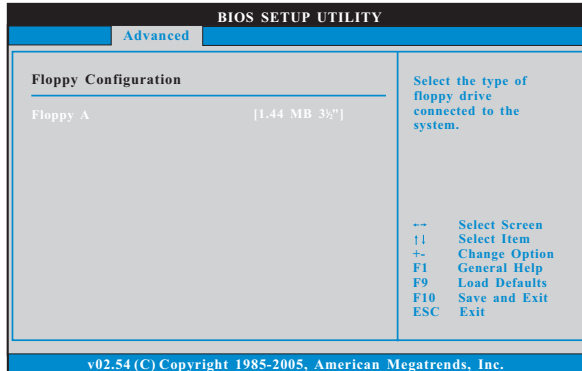 BIOS SETUP UTILITY
Advanced
Floppy Configuration
Floppy A [1.44 MB 3½"]
Select the type of
floppy drive
connected to the
system.
←→ Select Screen
↑↓ Select Item
+- Change Option
F1 General Help
F9 Load Defaults
F10 Save and Exit
ESC Exit
v02.54 (C) Copyright 1985-2005, American Megatrends, Inc.